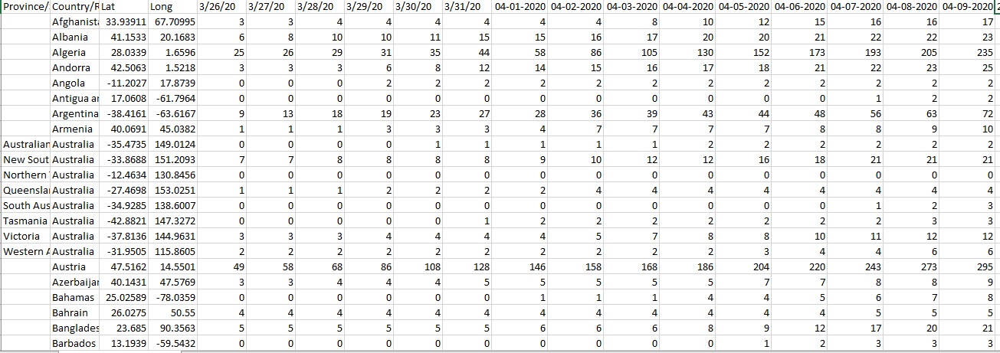 Province/ Country/R Lat Long 3/26/20 3/27/20 3/28/20 3/29/20 3/30/20 3/31/20 04-01-2020 04-02-2020 04-03-2020 04-04-2020 04-05-2020 04-06-2020 04-07-2020 04-08-2020 04-09-2020 2
Afghanist 33.93911 67.70995 3 3 4 4 4 4 4 4 8 10 12 15 16 16 17
Albania 41.1533 20.1683 6 8 10 10 11 15 15 16 17 20 20 21 22 22 23
Algeria 28.0339 1.6596 25 26 29 31 35 44 58 86 105 130 152 173 193 205 235
Andorra 42.5063 1.5218 3 3 3 6 8 12 14 15 16 17 18 21 22 23 25
Angola -11.2027 17.8739 0 0 0 2 2 2 2 2 2 2 2 2 2 2 2
Antigua ar 17.0608 -61.7964 0 0 0 0 0 0 0 0 0 0 0 0 1 2 2
Argentina -38.4161 -63.6167 9 13 18 19 23 27 28 36 39 43 44 48 56 63 72
Armenia 40.0691 45.0382 1 1 1 3 3 3 4 7 7 7 7 8 8 9 10
Australian Australia -35.4735 149.0124 0 0 0 0 1 1 1 1 1 2 2 2 2 2 2
New Sout Australia -33.8688 151.2093 7 7 8 8 8 8 9 10 12 12 16 18 21 21 21
Northern Australia -12.4634 130.8456 0 0 0 0 0 0 0 0 0 0 0 0 0 0 0
Queensla Australia -27.4698 153.0251 1 1 1 2 2 2 2 4 4 4 4 4 4 4 4
South Aus Australia -34.9285 138.6007 0 0 0 0 0 0 0 0 0 0 0 0 1 2 3
Tasmania Australia -42.8821 147.3272 0 0 0 0 0 1 2 2 2 2 2 2 2 3 3
Victoria Australia -37.8136 144.9631 3 3 3 4 4 4 4 5 7 8 8 10 11 12 12
Western A Australia -31.9505 115.8605 2 2 2 2 2 2 2 2 2 2 3 4 4 6 6
Austria 47.5162 14.5501 49 58 68 86 108 128 146 158 168 186 204 220 243 273 295
Azerbaijar 40.1431 47.5769 3 3 4 4 4 5 5 5 5 5 7 7 8 8 9
Bahamas 25.02589 -78.0359 0 0 0 0 0 0 1 1 1 4 4 5 6 7 8
Bahrain 26.0275 50.55 4 4 4 4 4 4 4 4 4 4 4 4 5 5 5
Banglades 23.685 90.3563 5 5 5 5 5 5 6 6 6 8 9 12 17 20 21
Barbados 13.1939 -59.5432 0 0 0 0 0 0 0 0 0 0 1 2 3 3 3